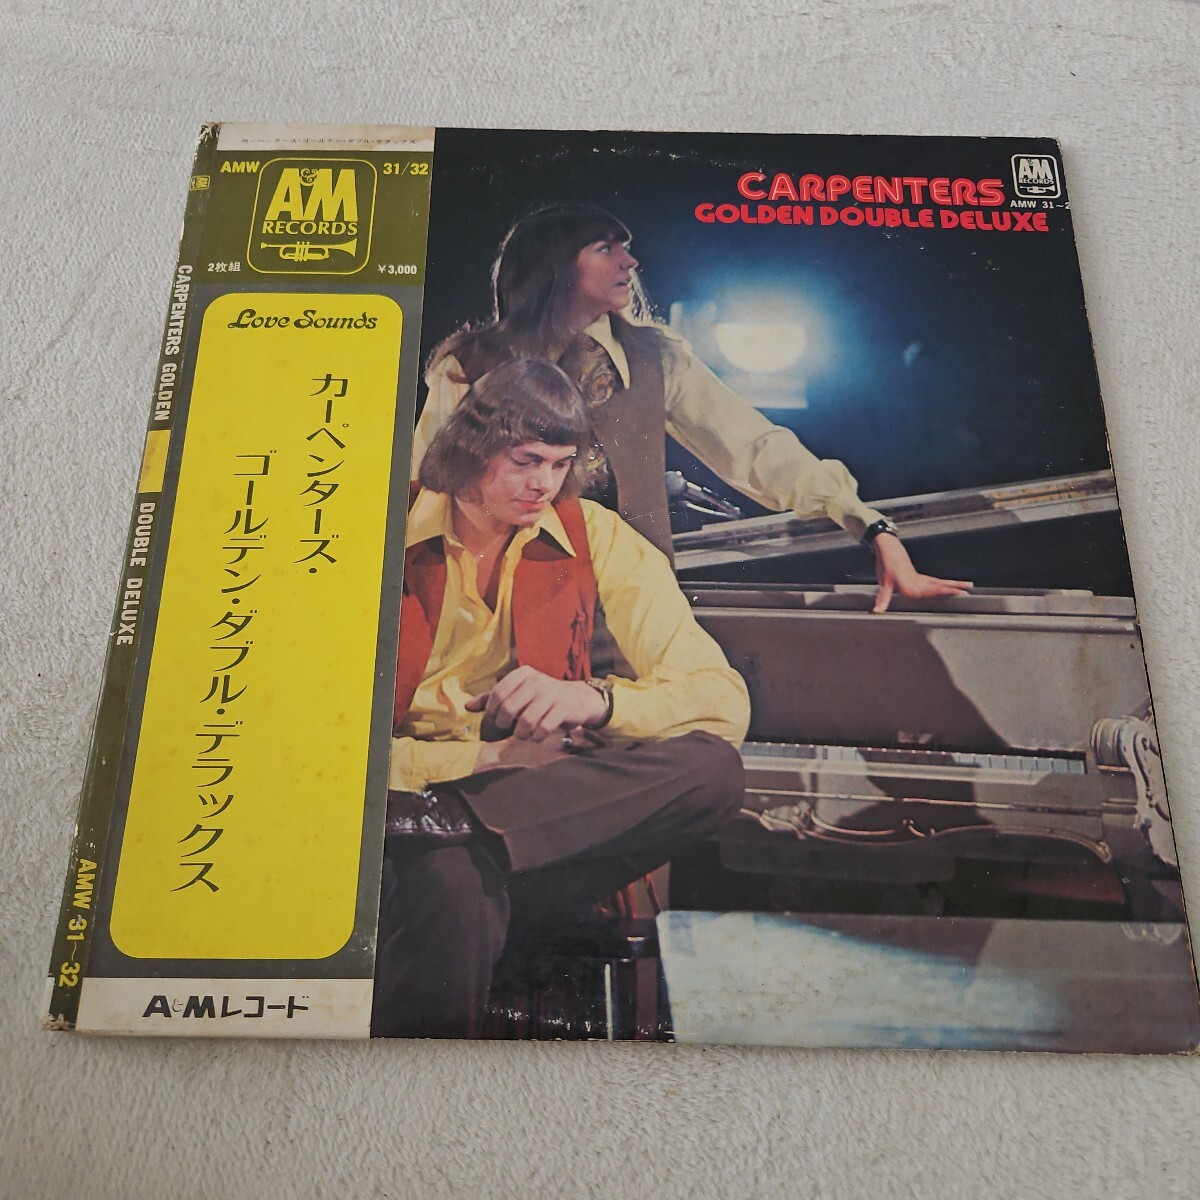 カーペンターズ・ゴールデン・ダブル・デラックス
AMW
31/32
A&M
RECORDS
2枚組
¥3,000
Love Sounds
カーペンターズ・
ゴールデン・ダブル・デラックス
A&Mレコード
CARPENTERS GOLDEN
DOUBLE DELUXE
AMW 31~32
CARPENTERS
GOLDEN DOUBLE DELUXE
A&M
RECORDS
AMW 31~2